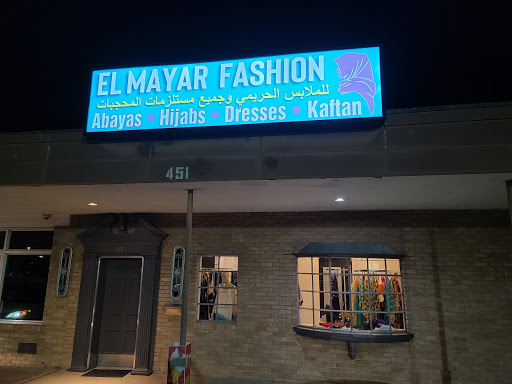 EL MAYAR FASHION
للملابس الحريمي وجميع مستلزمات المحجبات
Abayas • Hijabs • Dresses • Kaftan
451